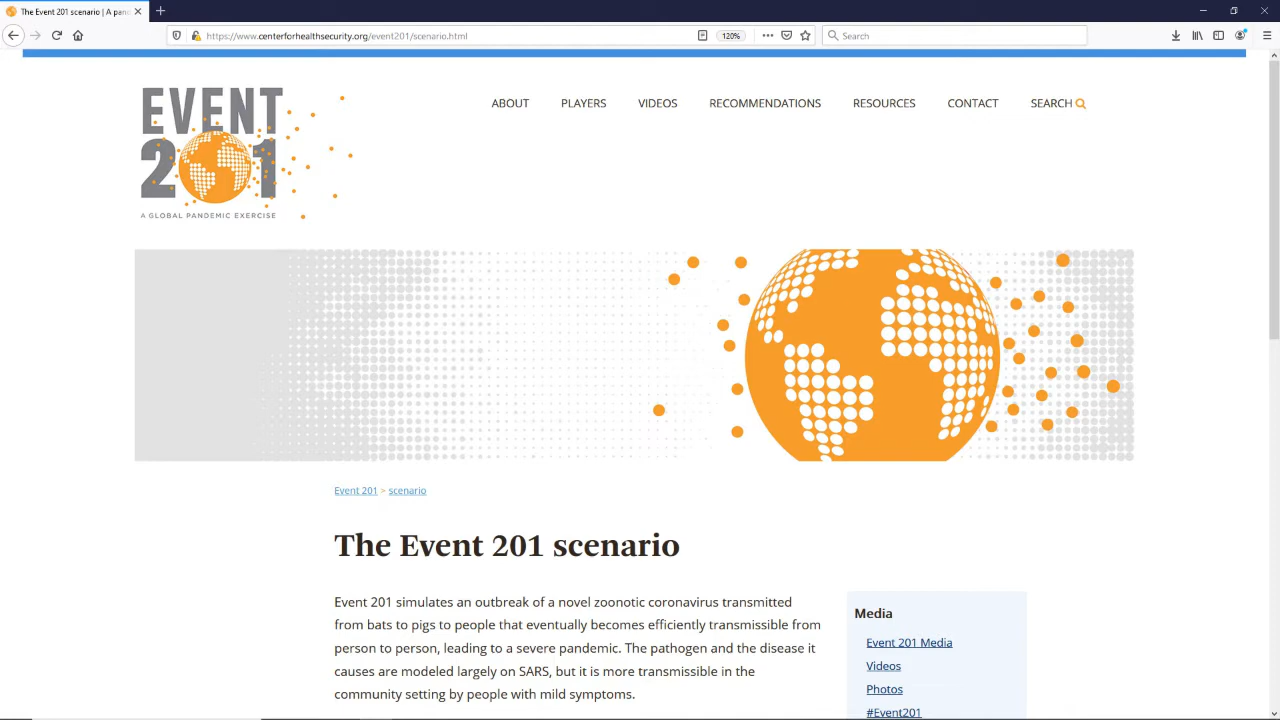 The Event 201 scenario | A pan
https://www.centerforhealthsecurity.org/event201/scenario.html
120%
Search
EVENT
201
A GLOBAL PANDEMIC EXERCISE
ABOUT
PLAYERS
VIDEOS
RECOMMENDATIONS
RESOURCES
CONTACT
SEARCH
Event 201 > scenario
The Event 201 scenario
Event 201 simulates an outbreak of a novel zoonotic coronavirus transmitted
from bats to pigs to people that eventually becomes efficiently transmissible from
person to person, leading to a severe pandemic. The pathogen and the disease it
causes are modeled largely on SARS, but it is more transmissible in the
community setting by people with mild symptoms.
Media
Event 201 Media
Videos
Photos
#Event201